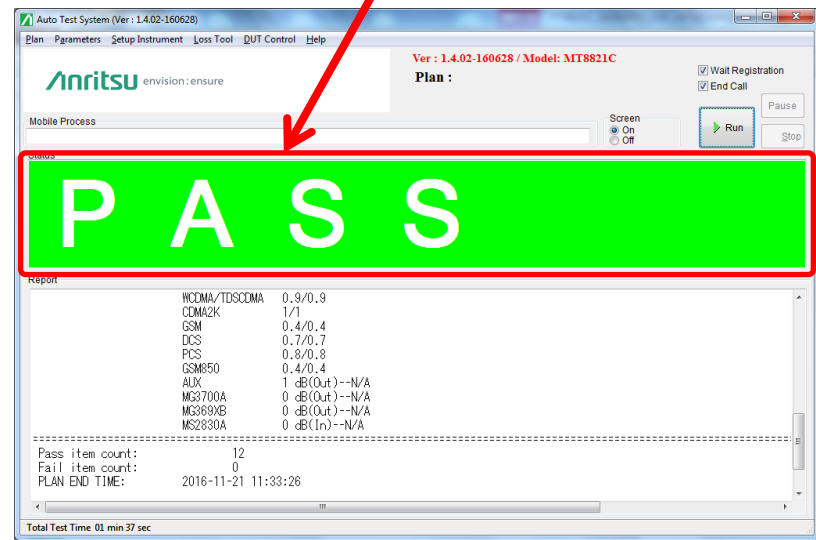 Auto Test System (Ver : 1.4.02-160628)
Plan Parameters Setup Instrument Loss Tool DUT Control Help
Ver : 1.4.02-160628 / Model: MT8821C
Anritsu envision : ensure
Plan :
Wait Registration
End Call
Pause
Mobile Process
Screen
On
Off
Run
Stop
Status
PASS
Report
WCDMA/TDSCDMA 0.9/0.9
CDMA2K 1/1
GSM 0.4/0.4
DCS 0.7/0.7
PCS 0.8/0.8
GSM850 0.4/0.4
AUX 1 dB(Out)--N/A
MG3700A 0 dB(Out)--N/A
MG369XB 0 dB(Out)--N/A
MS2830A 0 dB(In)--N/A
Pass item count: 12
Fail item count: 0
PLAN END TIME: 2016-11-21 11:33:26
Total Test Time 01 min 37 sec